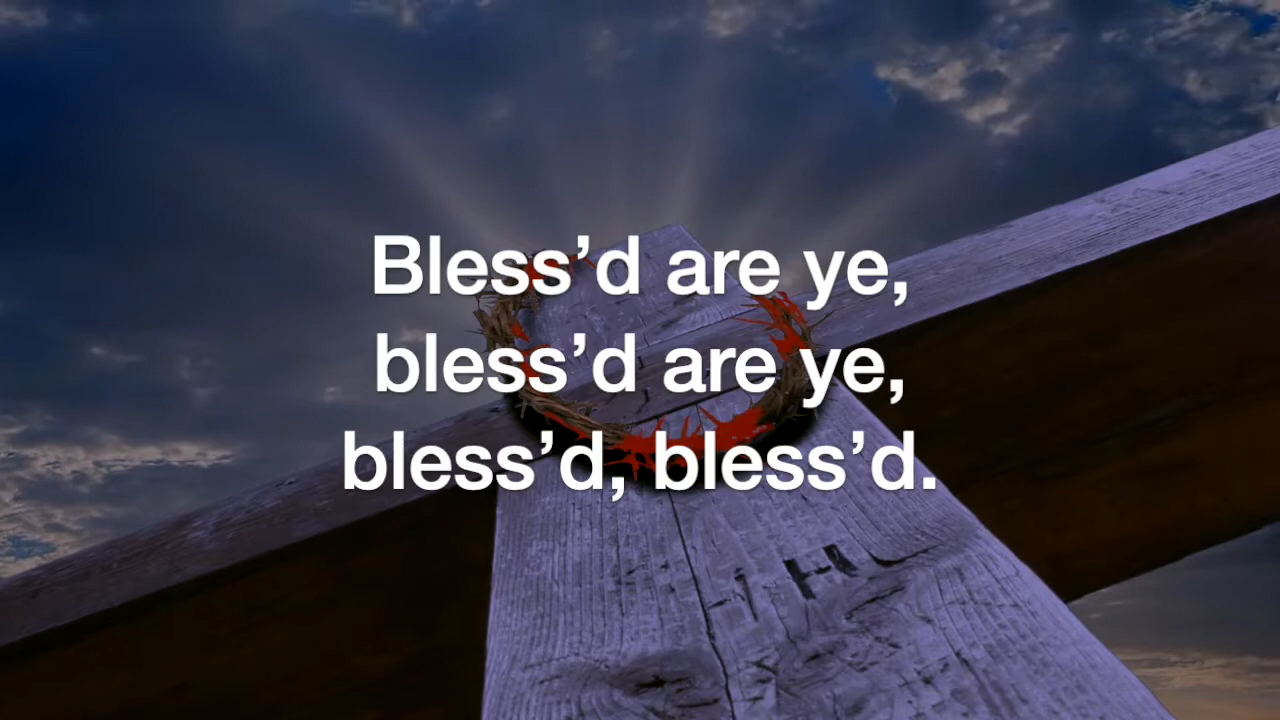 Bless’d are ye,
bless’d are ye,
bless’d, bless’d.